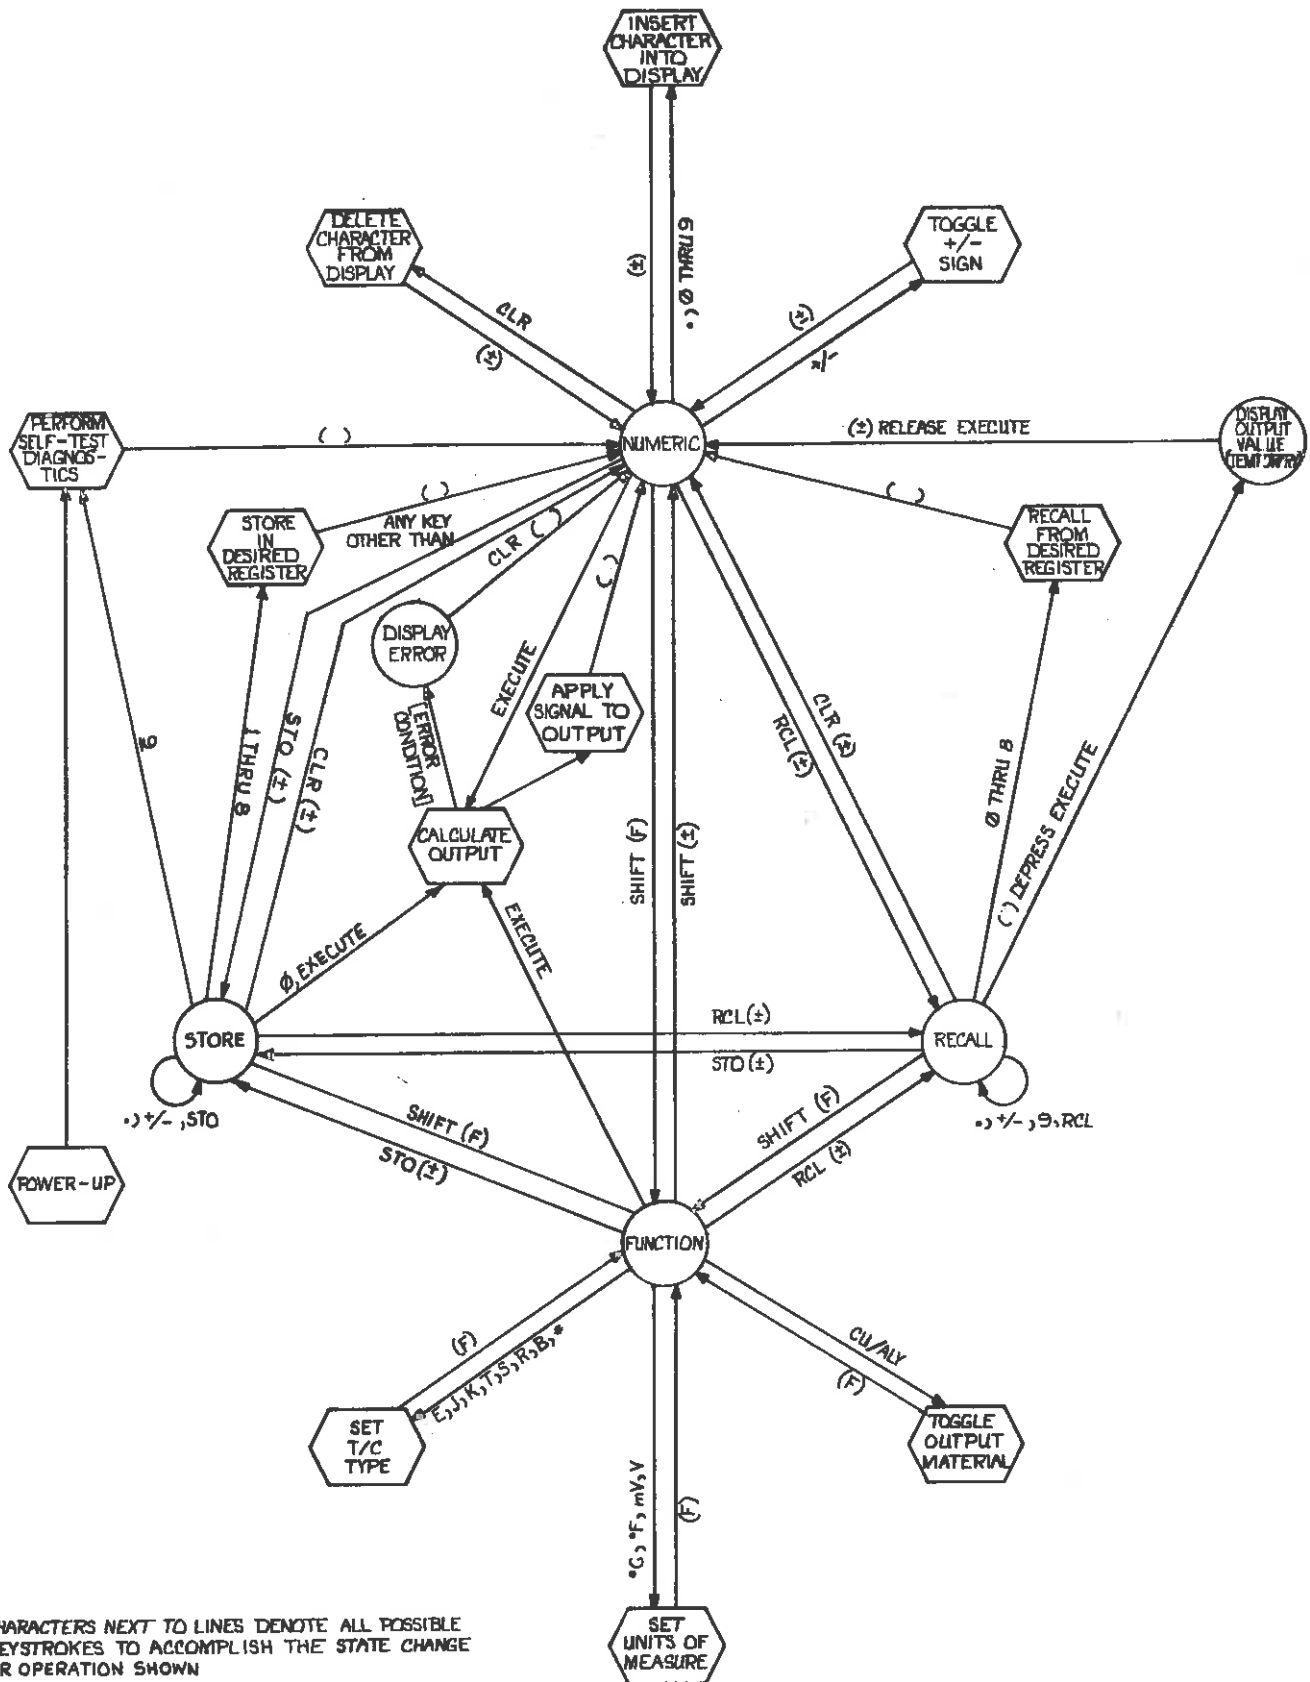 INSERT
CHARACTER
INTO
DISPLAY
DELETE
CHARACTER
FROM
DISPLAY
TOGGLE
+/-
SIGN
(±)
Ø THRU 9
CLR
(±)
(±)
+/-
PERFORM
SELF-TEST
DIAGNOS-
TICS
( )
NUMERIC
(±) RELEASE EXECUTE
DISPLAY
OUTPUT
VALUE
STORE
IN
DESIRED
REGISTER
( )
ANY KEY
OTHER THAN
CLR ( )
( )
( )
RECALL
FROM
DESIRED
REGISTER
DISPLAY
ERROR
EXECUTE
APPLY
SIGNAL TO
OUTPUT
[ERROR
CONDITION]
CALCULATE
OUTPUT
9
1 THRU 8
STO (±)
CLR (±)
SHIFT (F)
SHIFT (±)
RCL (±)
CLR (±)
Ø THRU 8
( ) DEPRESS EXECUTE
Ø, EXECUTE
EXECUTE
STORE
RCL (±)
STO (±)
RECALL
., +/-, STO
., +/-, 9, RCL
SHIFT (F)
STO (±)
SHIFT (F)
RCL (±)
POWER-UP
FUNCTION
(F)
E, J, K, T, S, R, B, *
CU/ALY
(F)
SET
T/C
TYPE
TOGGLE
OUTPUT
MATERIAL
°C, °F, mV, V
(F)
SET
UNITS OF
MEASURE
HARACTERS NEXT TO LINES DENOTE ALL POSSIBLE
EYSTROKES TO ACCOMPLISH THE STATE CHANGE
R OPERATION SHOWN